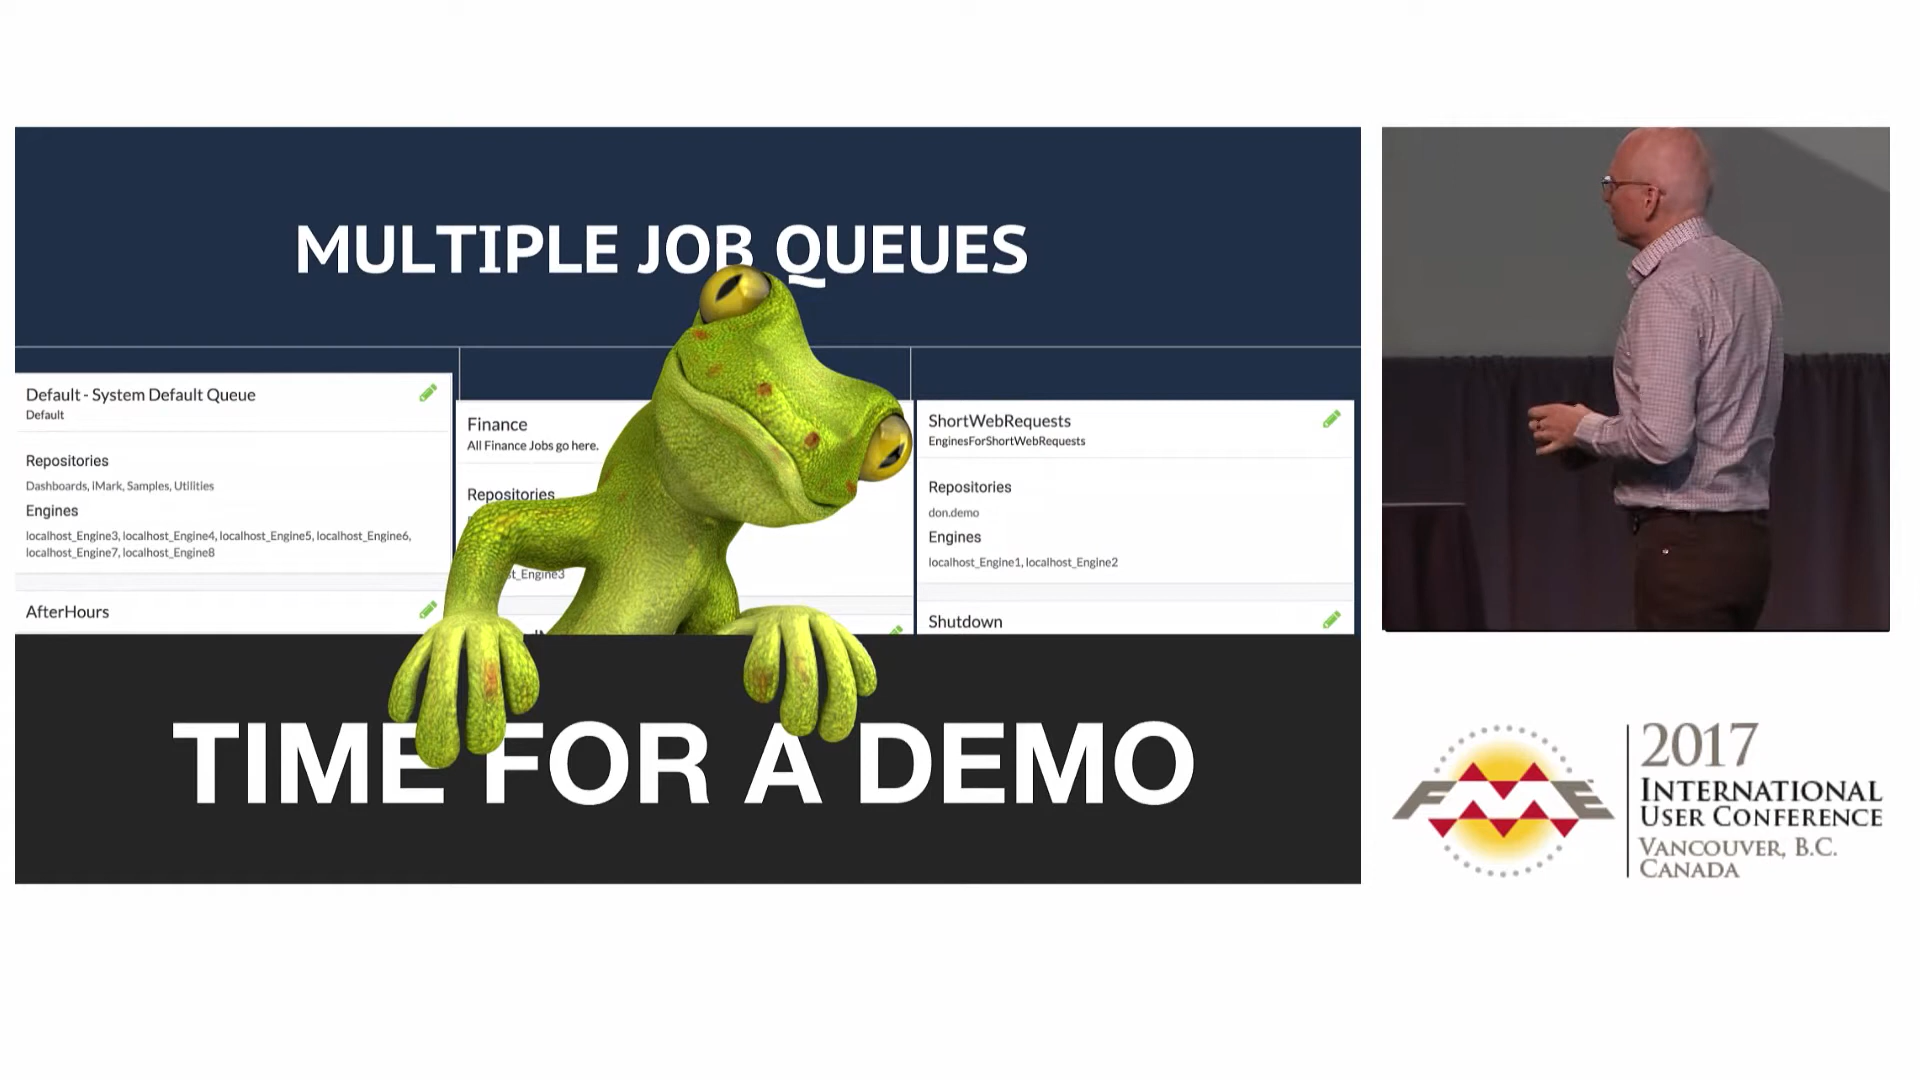 MULTIPLE JOB QUEUES
Default - System Default Queue
Default
Repositories
Dashboards, iMark, Samples, Utilities
Engines
localhost_Engine3, localhost_Engine4, localhost_Engine5, localhost_Engine6,
localhost_Engine7, localhost_Engine8
AfterHours
Finance
All Finance Jobs go here.
Repositories
st_Engine3
ShortWebRequests
EnginesForShortWebRequests
Repositories
don.demo
Engines
localhost_Engine1, localhost_Engine2
Shutdown
TIME FOR A DEMO
FME
2017
INTERNATIONAL
USER CONFERENCE
VANCOUVER, B.C.
CANADA